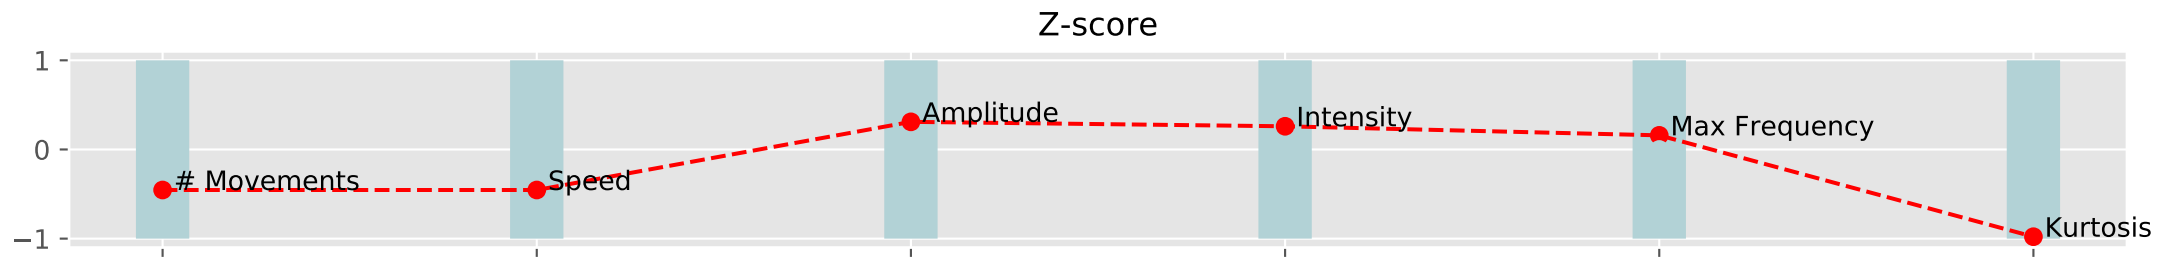 Z-score
1
Amplitude
Intensity
Max Frequency
0
# Movements
Speed
Kurtosis
−1